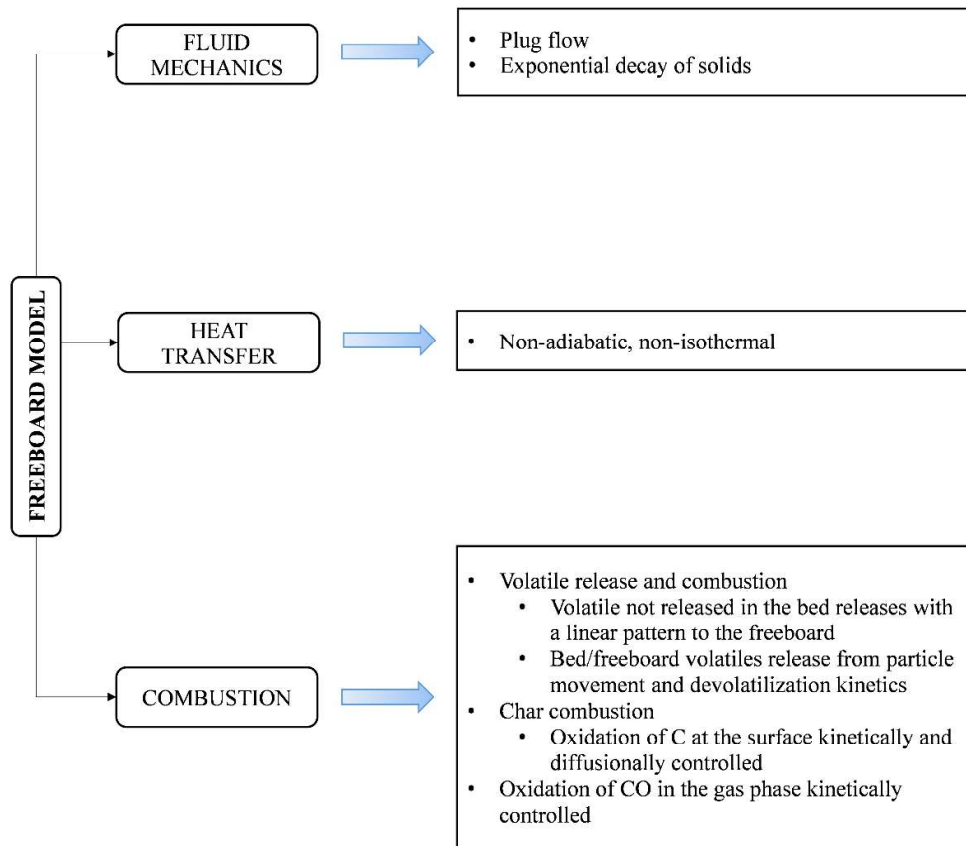 FLUID
MECHANICS
• Plug flow
• Exponential decay of solids
FREEBOARD MODEL
HEAT
TRANSFER
• Non-adiabatic, non-isothermal
COMBUSTION
• Volatile release and combustion
• Volatile not released in the bed releases with
a linear pattern to the freeboard
• Bed/freeboard volatiles release from particle
movement and devolatilization kinetics
• Char combustion
• Oxidation of C at the surface kinetically and
diffusionally controlled
• Oxidation of CO in the gas phase kinetically
controlled